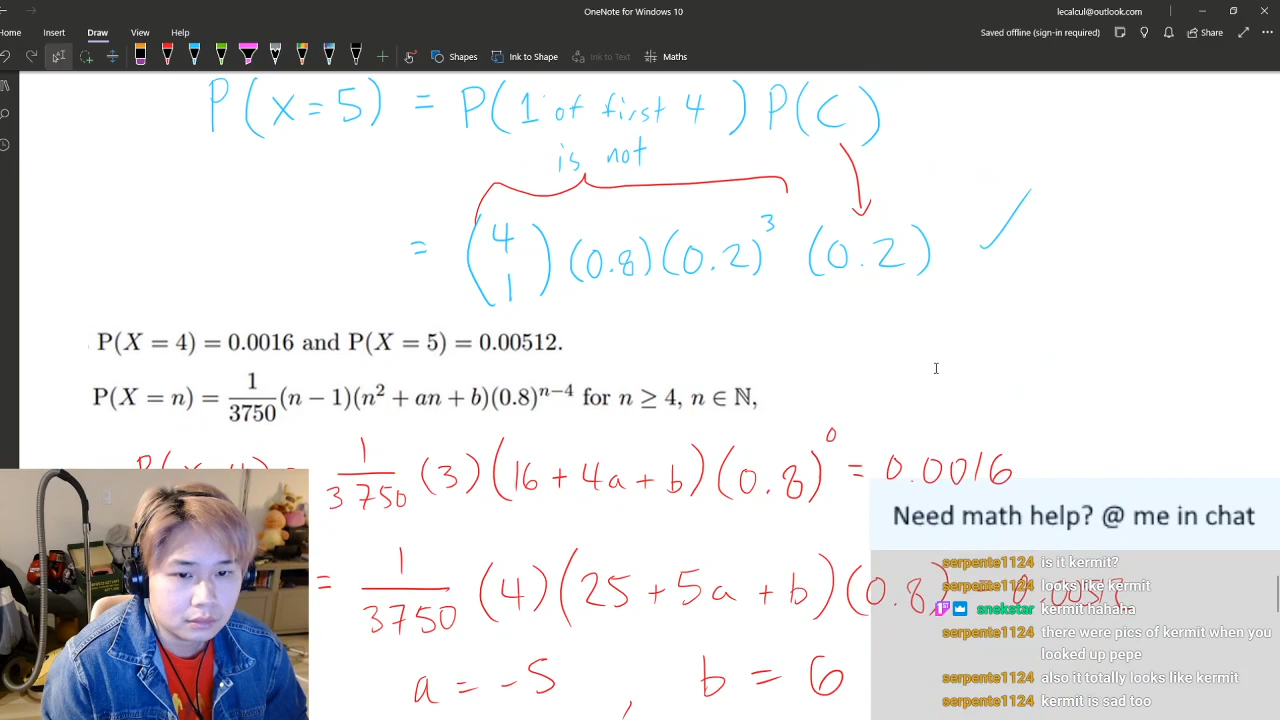 OneNote for Windows 10
lecalcul@outlook.com
Home Insert Draw View Help
Saved offline (sign-in required)
Share
Shapes
Ink to Shape
Ink to Text
Maths
P(X=5) = P(1 of first 4 is not) P(C)
= (4 1)(0.8)(0.2)^3 (0.2)
P(X = 4) = 0.0016 and P(X = 5) = 0.00512.
P(X = n) = 1/3750 (n − 1)(n² + an + b)(0.8)^{n−4} for n ≥ 4, n ∈ ℕ,
1/3750 (3)(16 + 4a + b)(0.8)^0 = 0.0016
= 1/3750 (4)(25 + 5a + b)(0.8)
a = -5 , b = 6
Need math help? @ me in chat
serpente1124 is it kermit?
serpente1124 looks like kermit
snekstar kermit hahaha
serpente1124 there were pics of kermit when you
looked up pepe
serpente1124 also it totally looks like kermit
serpente1124 kermit is sad too